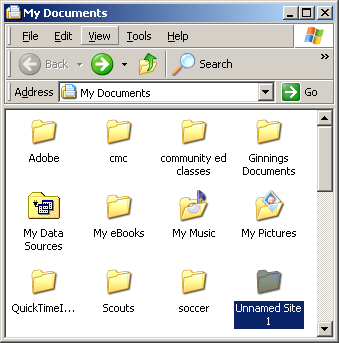 My Documents
File Edit View Tools Help
Back Search »
Address My Documents Go
Adobe cmc community ed classes Ginnings Documents
My Data Sources My eBooks My Music My Pictures
QuickTimeI... Scouts soccer Unnamed Site 1